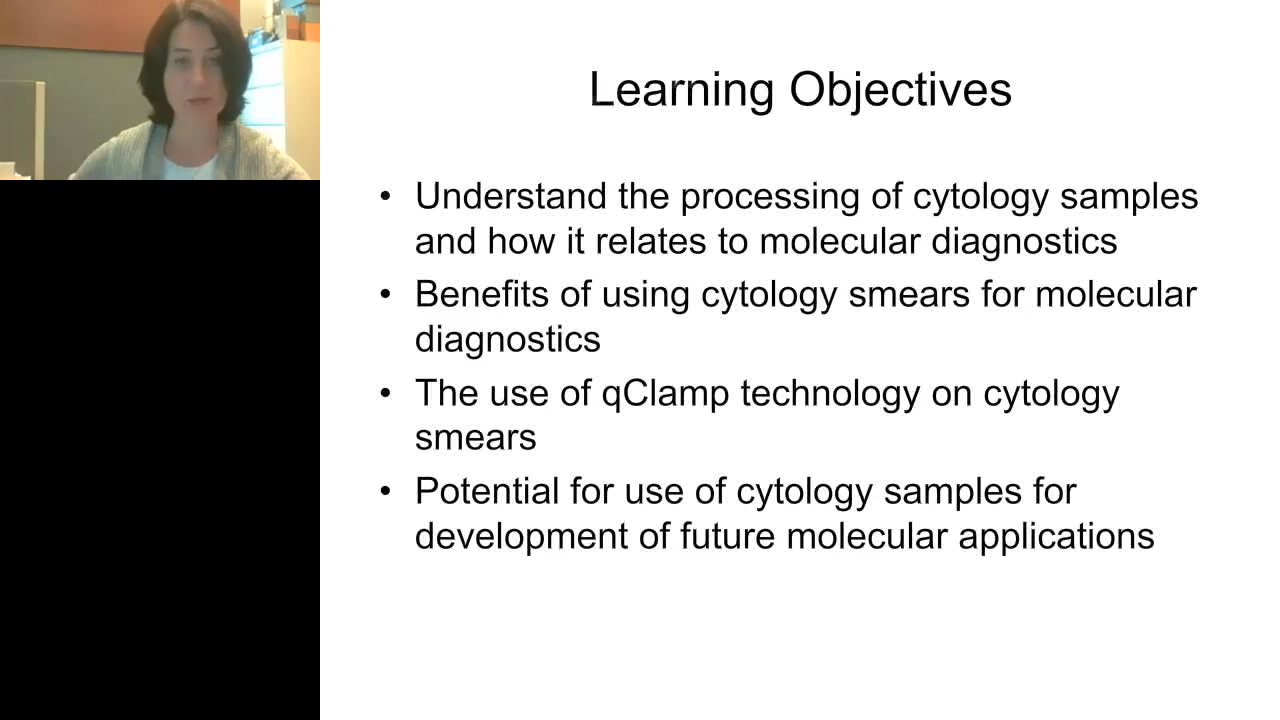 Learning Objectives
• Understand the processing of cytology samples
and how it relates to molecular diagnostics
• Benefits of using cytology smears for molecular
diagnostics
• The use of qClamp technology on cytology
smears
• Potential for use of cytology samples for
development of future molecular applications